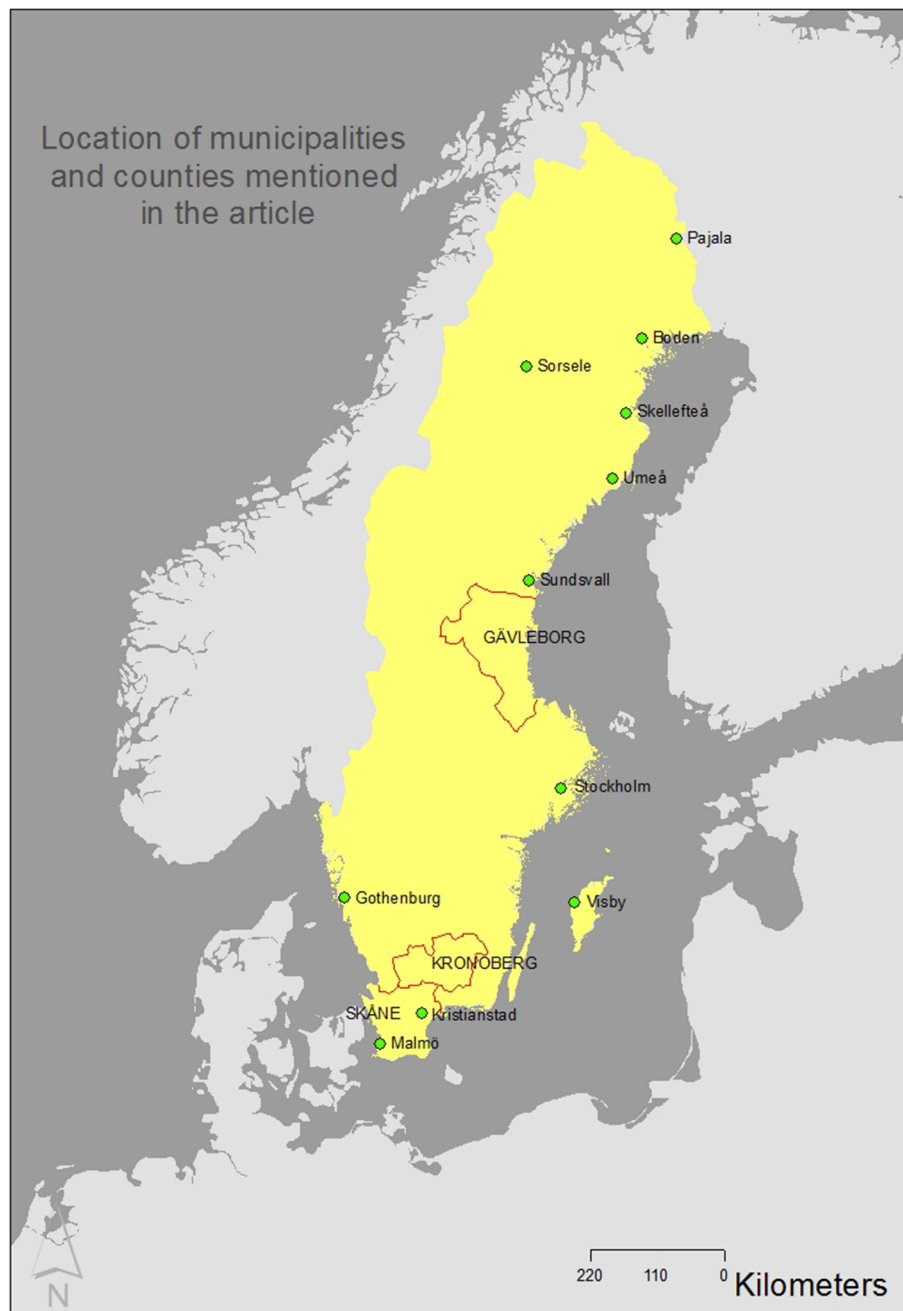 Location of municipalities
and counties mentioned
in the article
Pajala
Boden
Sorsele
Skellefteå
Umeå
Sundsvall
GÄVLEBORG
Stockholm
Gothenburg
Visby
KRONOBERG
SKÅNE
Kristianstad
Malmö
220 110 0 Kilometers
N